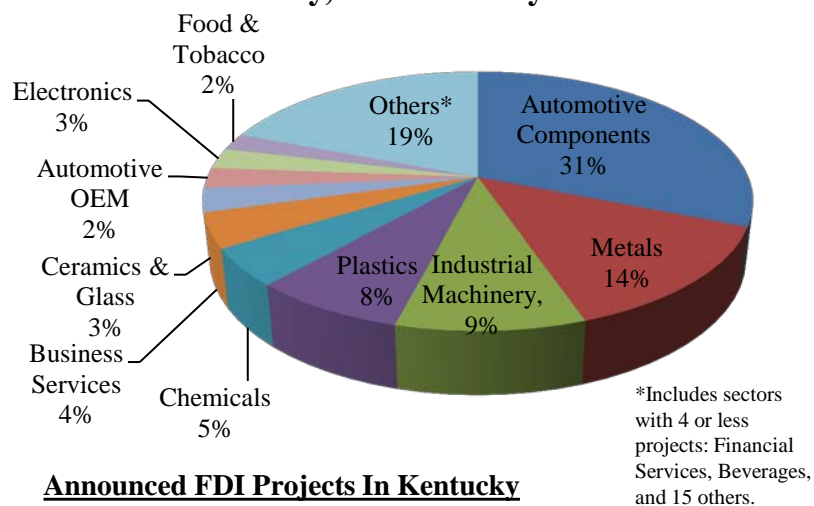 Food &
Tobacco
2%
Electronics
3%
Automotive
OEM
2%
Ceramics &
Glass
3%
Business
Services
4%
Chemicals
5%
Plastics
8%
Industrial
Machinery,
9%
Metals
14%
Automotive
Components
31%
Others*
19%
*Includes sectors
with 4 or less
projects: Financial
Services, Beverages,
and 15 others.
Announced FDI Projects In Kentucky